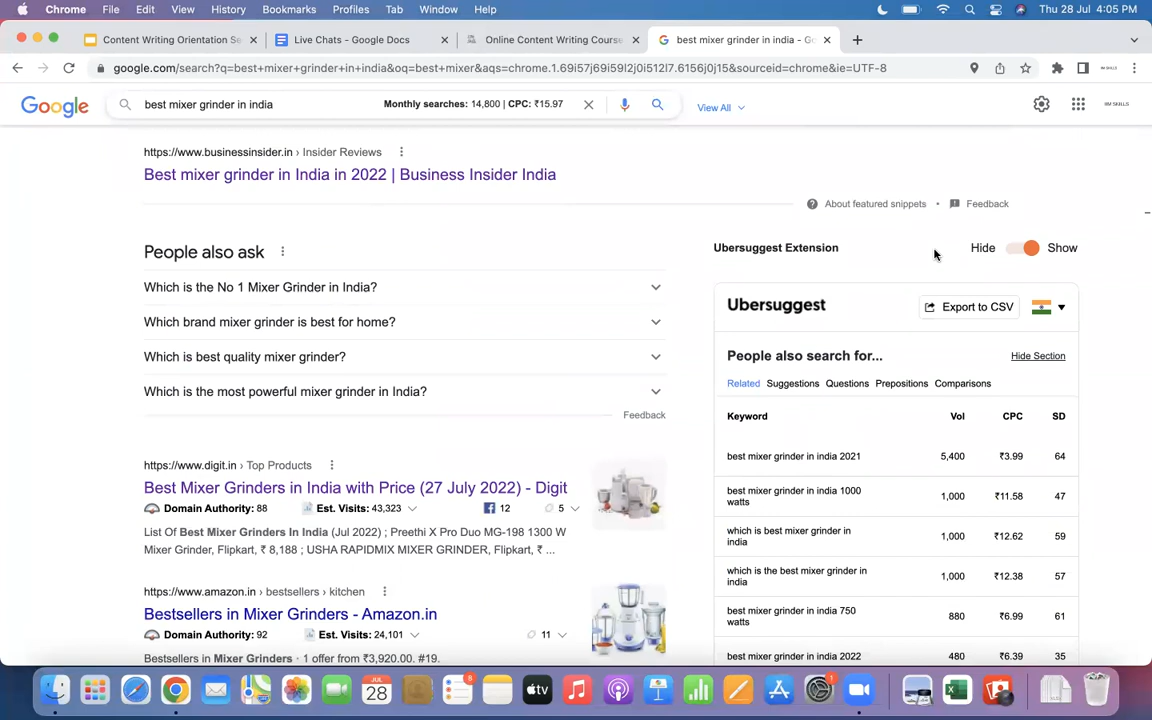 Chrome File Edit View History Bookmarks Profiles Tab Window Help Thu 28 Jul 4:05 PM
Content Writing Orientation Se Live Chats - Google Docs Online Content Writing Course best mixer grinder in india - Go
google.com/search?q=best+mixer+grinder+in+india&oq=best+mixer&aqs=chrome.1.69i57j69i59l2j0i512l7.6156j0j15&sourceid=chrome&ie=UTF-8
Google best mixer grinder in india Monthly searches: 14,800 | CPC: ₹15.97 View All IIM SKILLS
https://www.businessinsider.in › Insider Reviews
Best mixer grinder in India in 2022 | Business Insider India
About featured snippets • Feedback
People also ask
Which is the No 1 Mixer Grinder in India?
Which brand mixer grinder is best for home?
Which is best quality mixer grinder?
Which is the most powerful mixer grinder in India?
Feedback
https://www.digit.in › Top Products
Best Mixer Grinders in India with Price (27 July 2022) - Digit
Domain Authority: 88 Est. Visits: 43,323 12 5
List Of Best Mixer Grinders In India (Jul 2022) ; Preethi X Pro Duo MG-198 1300 W
Mixer Grinder, Flipkart, ₹ 8,188 ; USHA RAPIDMIX MIXER GRINDER, Flipkart, ₹ ...
https://www.amazon.in › bestsellers › kitchen
Bestsellers in Mixer Grinders - Amazon.in
Domain Authority: 92 Est. Visits: 24,101 11
Bestsellers in Mixer Grinders · 1 offer from ₹3,920.00. #19.
Ubersuggest Extension Hide Show
Ubersuggest Export to CSV
People also search for... Hide Section
Related Suggestions Questions Prepositions Comparisons
Keyword Vol CPC SD
best mixer grinder in india 2021 5,400 ₹3.99 64
best mixer grinder in india 1000
watts 1,000 ₹11.58 47
which is best mixer grinder in
india 1,000 ₹12.62 59
which is the best mixer grinder in
india 1,000 ₹12.38 57
best mixer grinder in india 750
watts 880 ₹6.99 61
best mixer grinder in india 2022 480 ₹6.39 35
JUL
28
8
tv
1